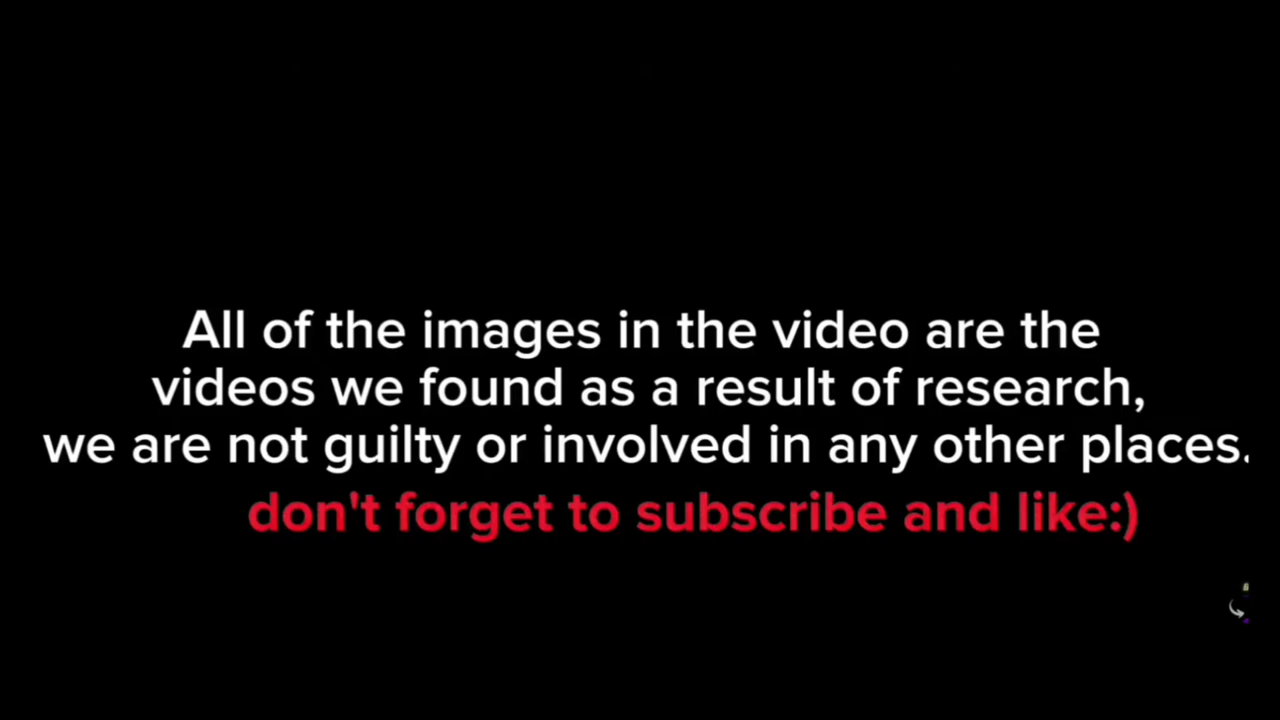 All of the images in the video are the
videos we found as a result of research,
we are not guilty or involved in any other places.
don't forget to subscribe and like:)